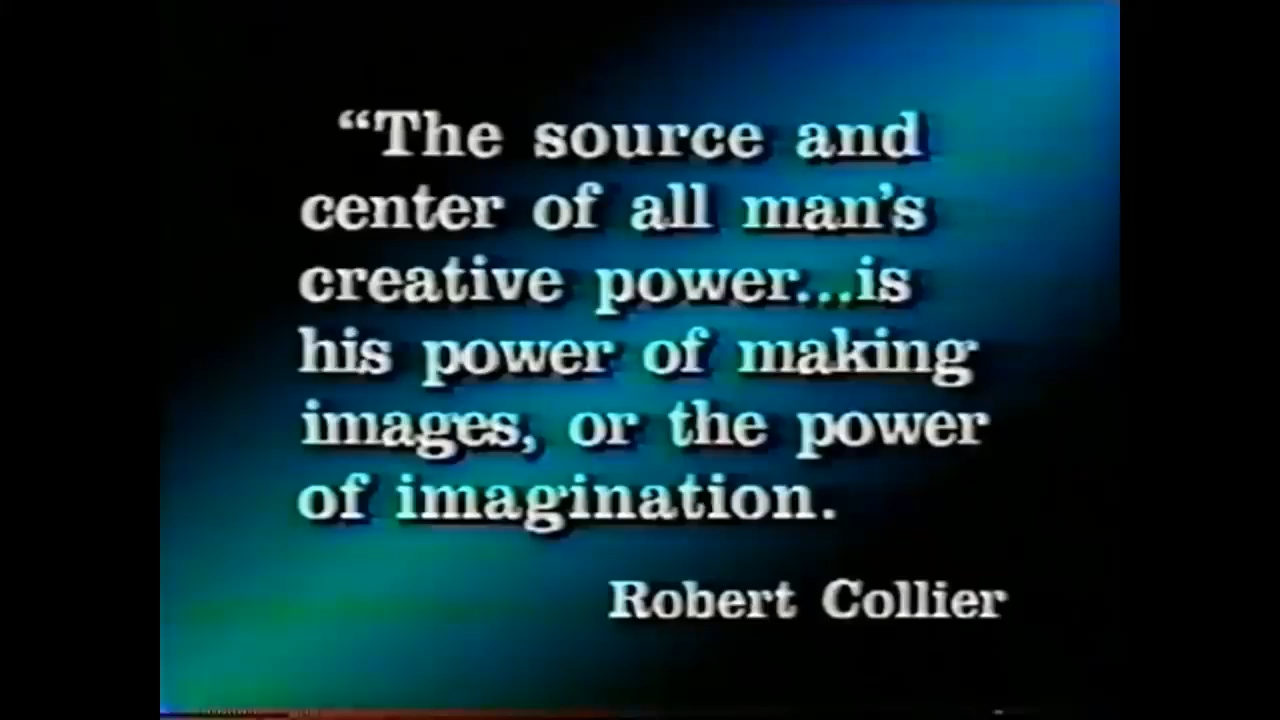 “The source and
center of all man’s
creative power...is
his power of making
images, or the power
of imagination.
Robert Collier